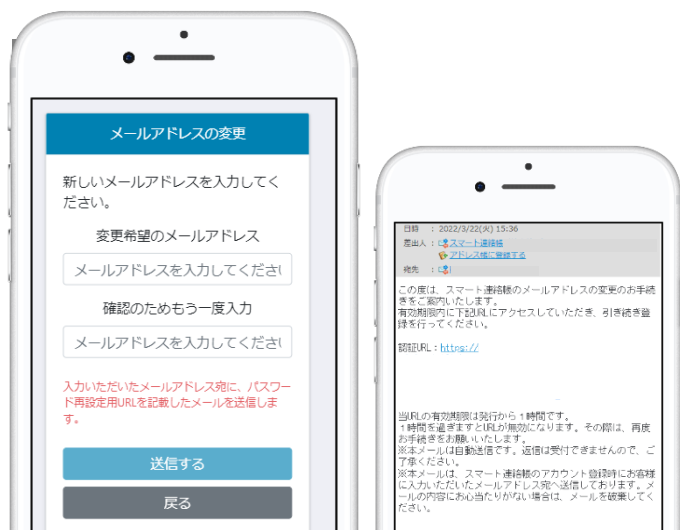 メールアドレスの変更
新しいメールアドレスを入力してく
ださい。
変更希望のメールアドレス
メールアドレスを入力してくださ
確認のためもう一度入力
メールアドレスを入力してくださ
入力いただいたメールアドレス宛に、パスワー
ド再設定用URLを記載したメールを送信しま
す。
送信する
戻る
日時 : 2022/3/22(火) 15:36
差出人 : スマート連絡帳
アドレス帳に登録する
宛先 :
この度は、スマート連絡帳のメールアドレスの変更のお手続
きをご案内いたします。
有効期限内に下記URLにアクセスしていただき、引き続き登
録を行ってください。
認証URL : https://
当URLの有効期限は発行から1時間です。
1時間を過ぎますとURLが無効になります。その際は、再度
お手続きをお願いいたします。
※本メールは自動送信です。返信は受付できませんので、ご
了承ください。
※本メールは、スマート連絡帳のアカウント登録時にお客様
に入力いただいたメールアドレス宛へ送信しております。メ
ールの内容にお心当たりがない場合は、メールを破棄してく
ださい。